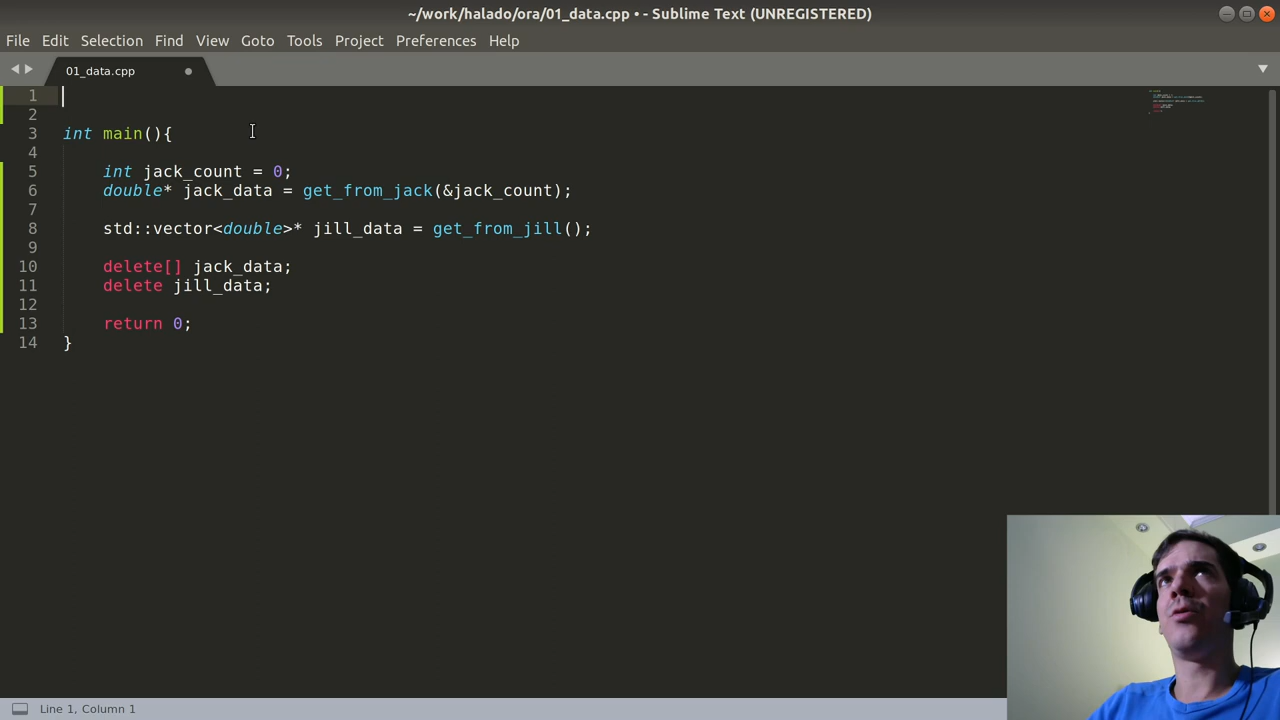 ~/work/halado/ora/01_data.cpp • - Sublime Text (UNREGISTERED)
File Edit Selection Find View Goto Tools Project Preferences Help
01_data.cpp
1
2
3 int main(){
4
5 int jack_count = 0;
6 double* jack_data = get_from_jack(&jack_count);
7
8 std::vector<double>* jill_data = get_from_jill();
9
10 delete[] jack_data;
11 delete jill_data;
12
13 return 0;
14 }
Line 1, Column 1